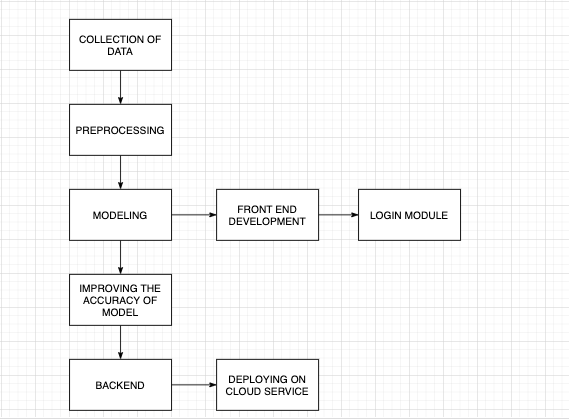 COLLECTION OF
DATA
PREPROCESSING
MODELING
FRONT END
DEVELOPMENT
LOGIN MODULE
IMPROVING THE
ACCURACY OF
MODEL
BACKEND
DEPLOYING ON
CLOUD SERVICE